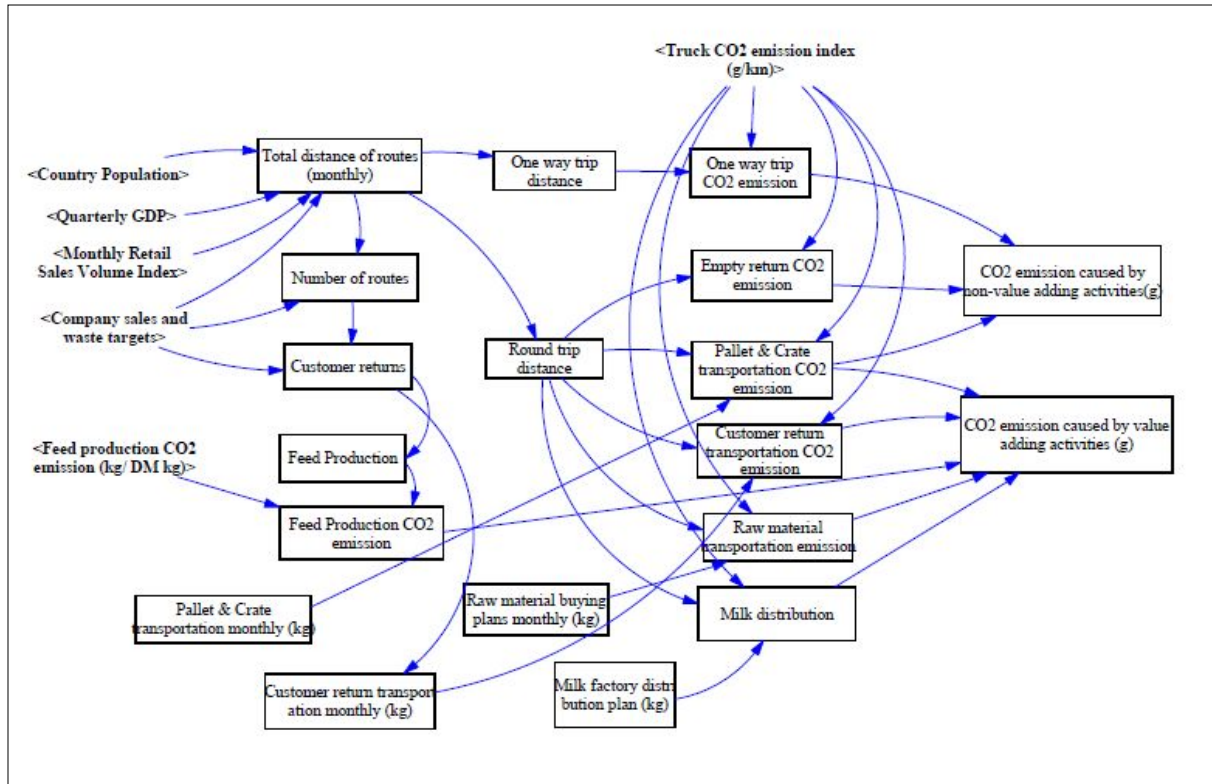 <Truck CO2 emission index
(g/km)>
Total distance of routes
(monthly)
One way trip
distance
One way trip
CO2 emission
<Country Population>
<Quarterly GDP>
<Monthly Retail
Sales Volume Index>
Number of routes
Empty return CO2
emission
CO2 emission caused by
non-value adding activities(g)
<Company sales and
waste targets>
Customer returns
Round trip
distance
Pallet & Crate
transportation CO2
emission
CO2 emission caused by value
adding activities (g)
Customer return
transportation CO2
emission
<Feed production CO2
emission (kg/ DM kg)>
Feed Production
Feed Production CO2
emission
Raw material
transportation emission
Pallet & Crate
transportation monthly (kg)
Raw material buying
plans monthly (kg)
Milk distribution
Customer return transport
ation monthly (kg)
Milk factory distri
bution plan (kg)